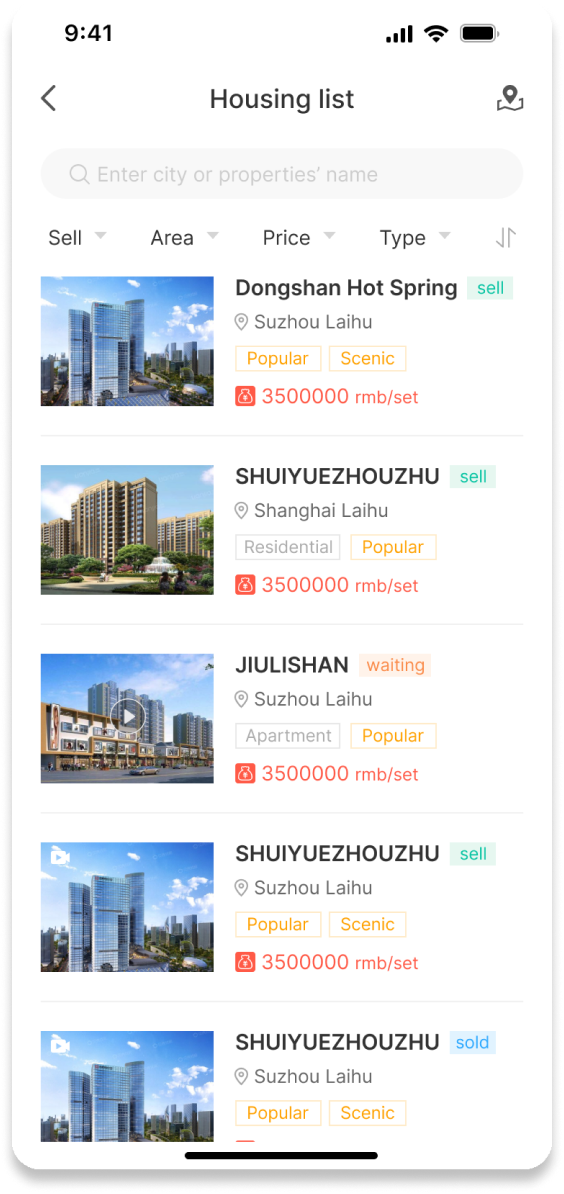 9:41
Housing list
Enter city or properties’ name
Sell Area Price Type
Dongshan Hot Spring sell
Suzhou Laihu
Popular Scenic
3500000 rmb/set
SHUIYUEZHOUZHU sell
Shanghai Laihu
Residential Popular
3500000 rmb/set
JIULISHAN waiting
Suzhou Laihu
Apartment Popular
3500000 rmb/set
SHUIYUEZHOUZHU sell
Suzhou Laihu
Popular Scenic
3500000 rmb/set
SHUIYUEZHOUZHU sold
Suzhou Laihu
Popular Scenic